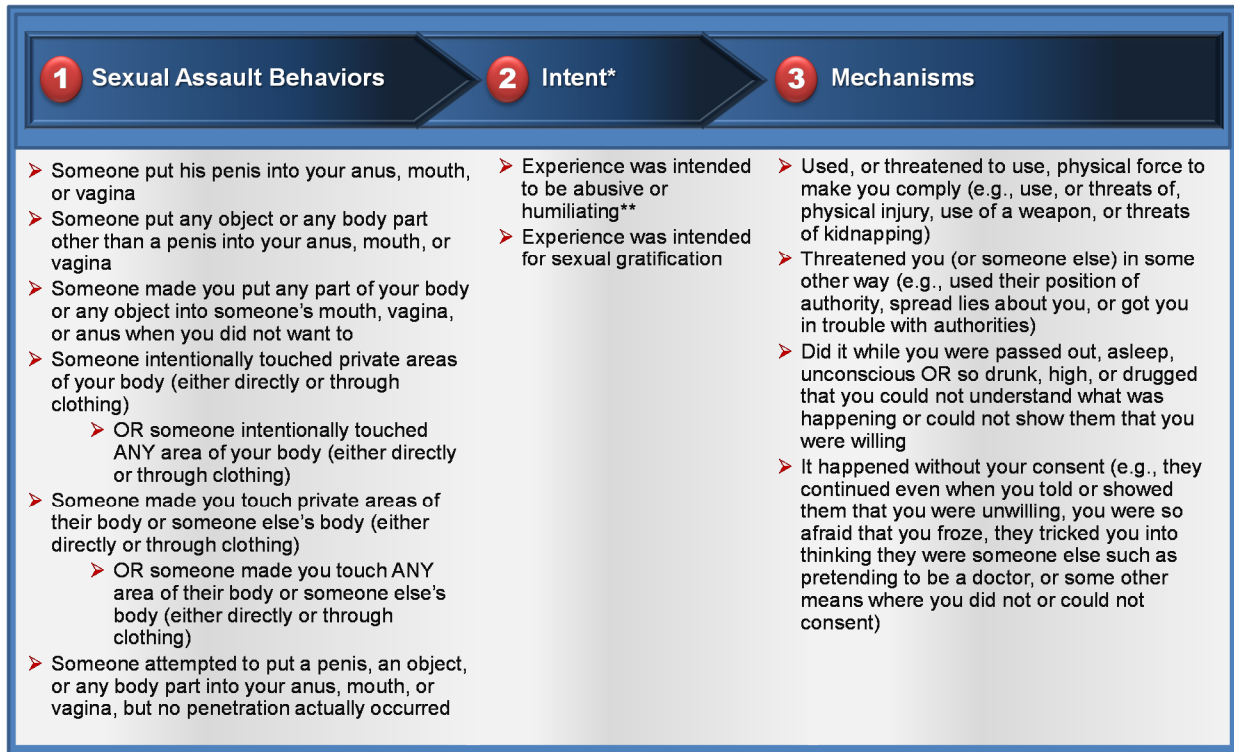 1 Sexual Assault Behaviors
➢ Someone put his penis into your anus, mouth,
or vagina
➢ Someone put any object or any body part
other than a penis into your anus, mouth, or
vagina
➢ Someone made you put any part of your body
or any object into someone's mouth, vagina,
or anus when you did not want to
➢ Someone intentionally touched private areas
of your body (either directly or through
clothing)
➢ OR someone intentionally touched
ANY area of your body (either directly
or through clothing)
➢ Someone made you touch private areas of
their body or someone else's body (either
directly or through clothing)
➢ OR someone made you touch ANY
area of their body or someone else's
body (either directly or through
clothing)
➢ Someone attempted to put a penis, an object,
or any body part into your anus, mouth, or
vagina, but no penetration actually occurred
2 Intent*
➢ Experience was intended
to be abusive or
humiliating**
➢ Experience was intended
for sexual gratification
3 Mechanisms
➢ Used, or threatened to use, physical force to
make you comply (e.g., use, or threats of,
physical injury, use of a weapon, or threats
of kidnapping)
➢ Threatened you (or someone else) in some
other way (e.g., used their position of
authority, spread lies about you, or got you
in trouble with authorities)
➢ Did it while you were passed out, asleep,
unconscious OR so drunk, high, or drugged
that you could not understand what was
happening or could not show them that you
were willing
➢ It happened without your consent (e.g., they
continued even when you told or showed
them that you were unwilling, you were so
afraid that you froze, they tricked you into
thinking they were someone else such as
pretending to be a doctor, or some other
means where you did not or could not
consent)